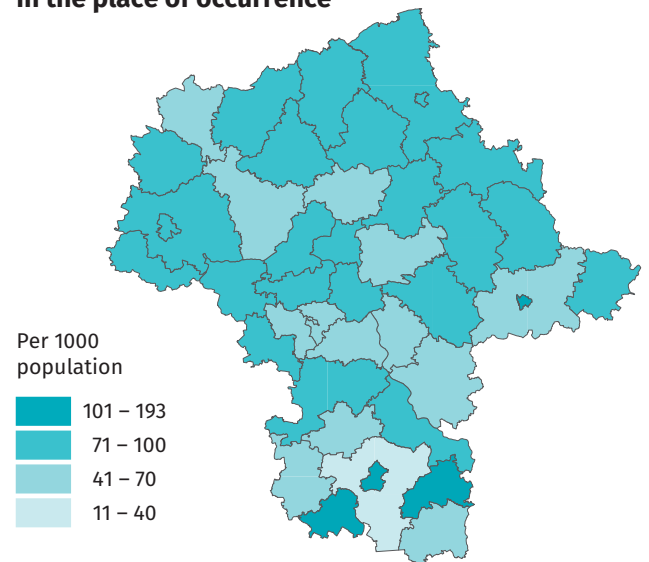 in the place of occurrence
Per 1000
population
101 – 193
71 – 100
41 – 70
11 – 40